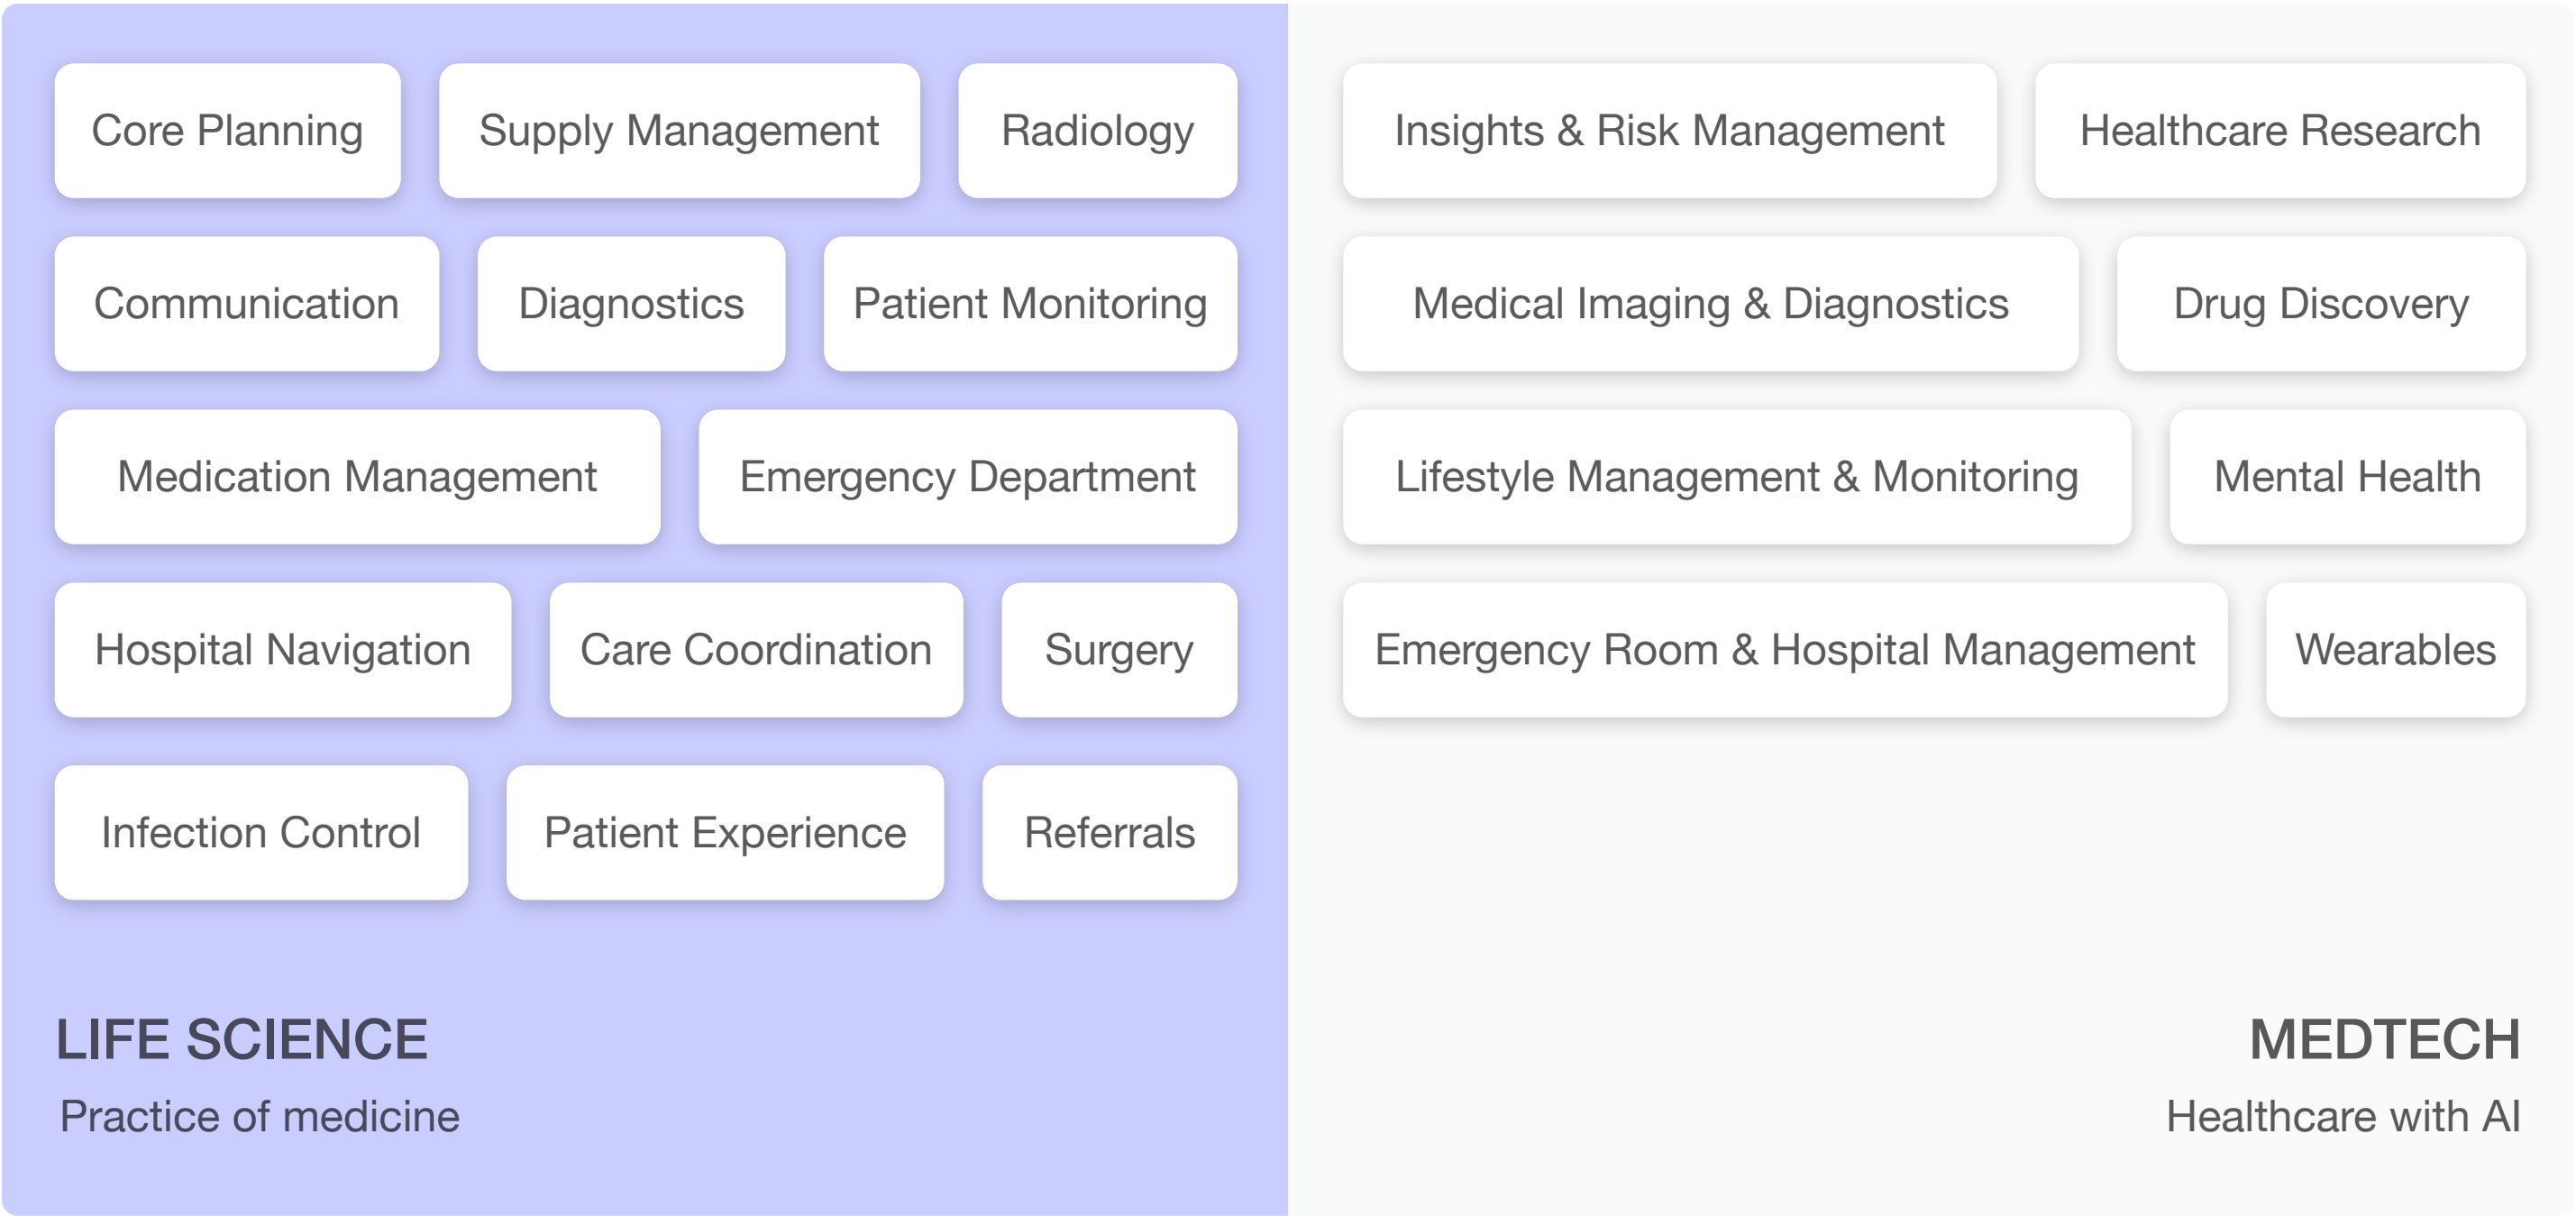 Core Planning
Supply Management
Radiology
Communication
Diagnostics
Patient Monitoring
Medication Management
Emergency Department
Hospital Navigation
Care Coordination
Surgery
Infection Control
Patient Experience
Referrals
LIFE SCIENCE
Practice of medicine
Insights & Risk Management
Healthcare Research
Medical Imaging & Diagnostics
Drug Discovery
Lifestyle Management & Monitoring
Mental Health
Emergency Room & Hospital Management
Wearables
MEDTECH
Healthcare with AI